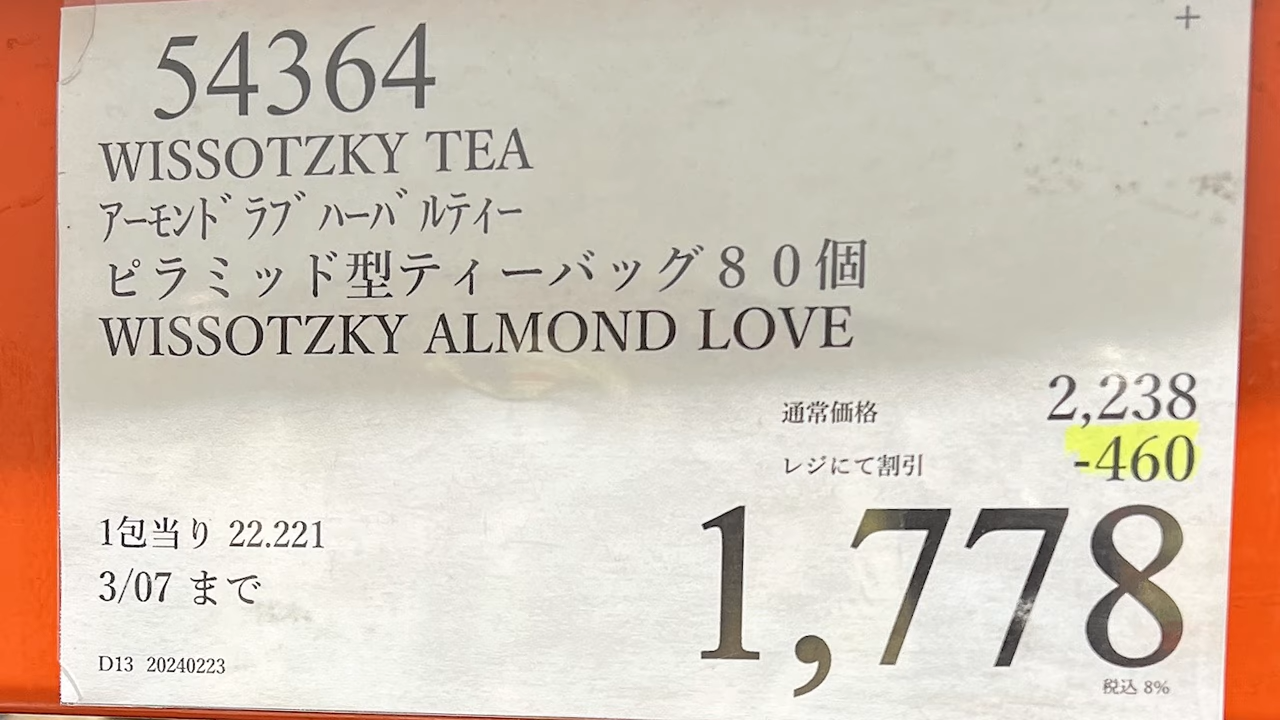 54364
WISSOTZKY TEA
ｱｰﾓﾝﾄﾞ ﾗﾌﾞ ﾊｰﾊﾞﾙﾃｨｰ
ピラミッド型ティーバッグ８０個
WISSOTZKY ALMOND LOVE
通常価格 2,238
レジにて割引 -460
1,778
税込 8%
1包当り 22.221
3/07 まで
D13 20240223
+